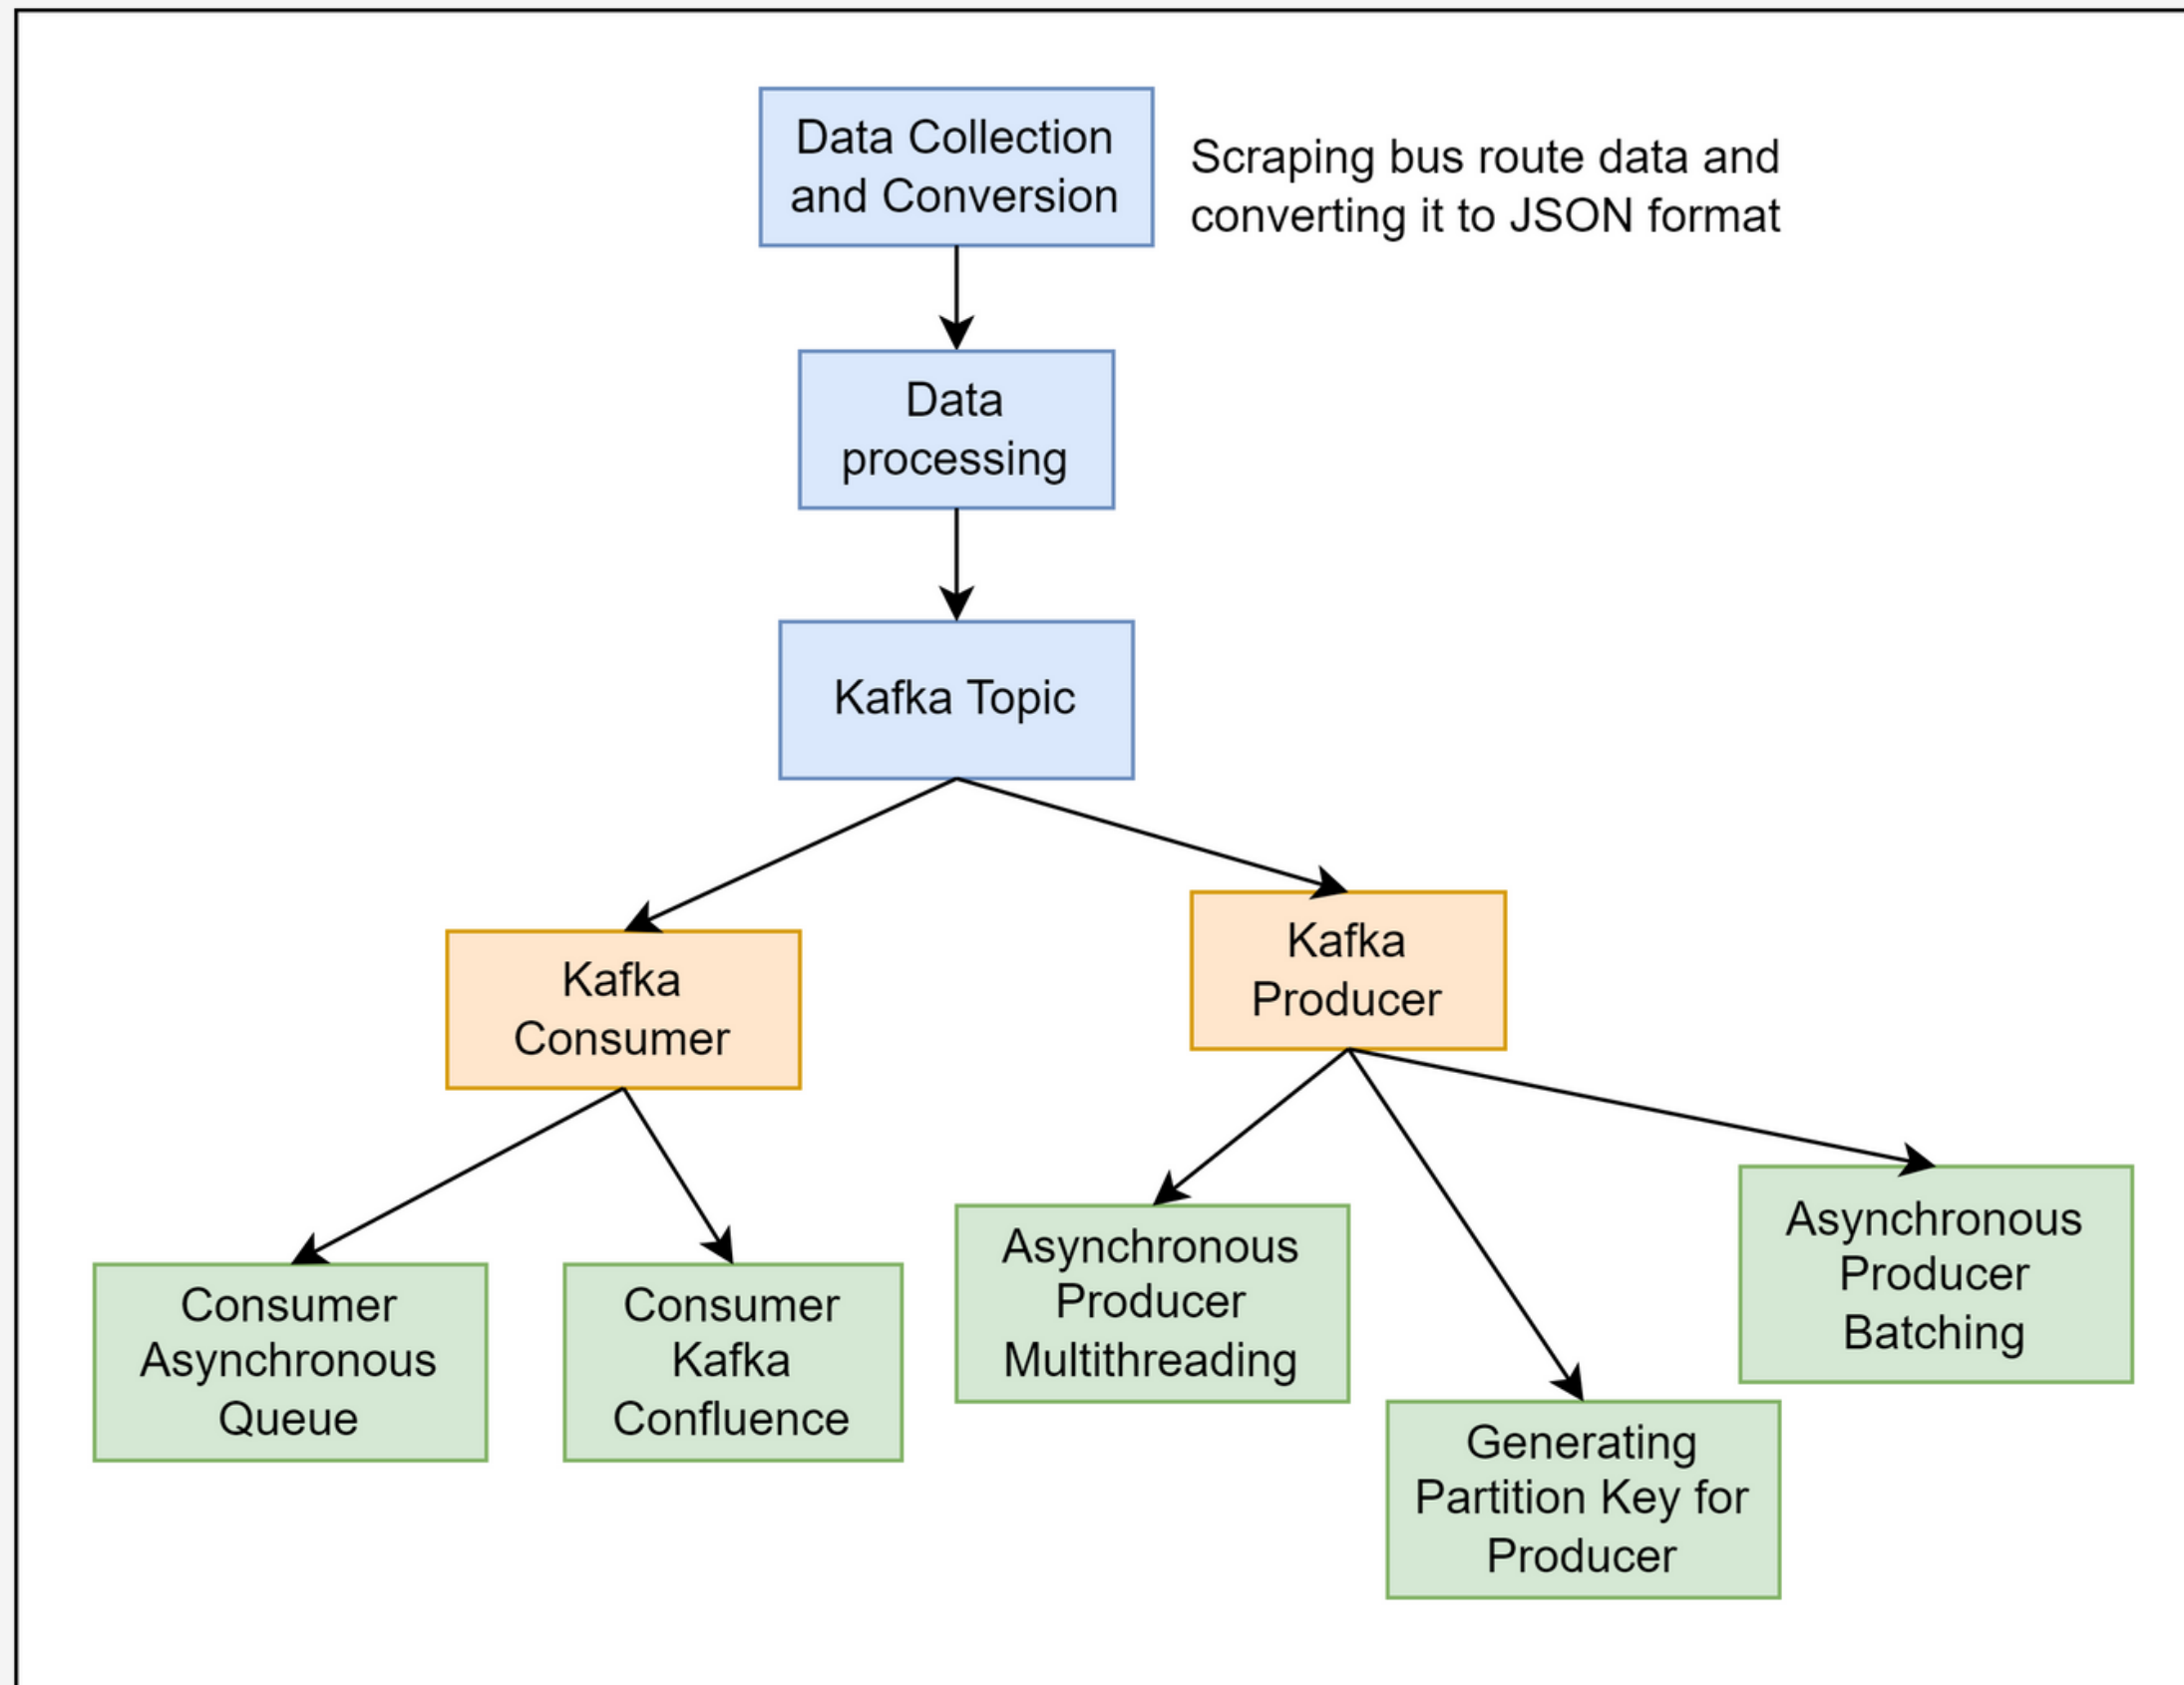 Data Collection
and Conversion
Scraping bus route data and
converting it to JSON format
Data
processing
Kafka Topic
Kafka
Consumer
Kafka
Producer
Consumer
Asynchronous
Queue
Consumer
Kafka
Confluence
Asynchronous
Producer
Multithreading
Generating
Partition Key for
Producer
Asynchronous
Producer
Batching